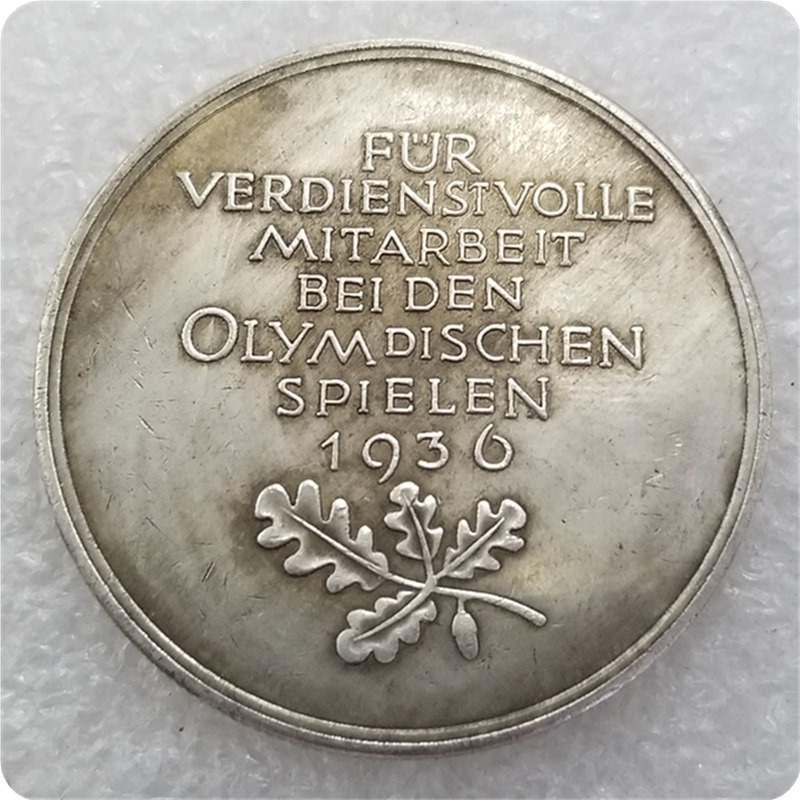 FÜR
VERDIENSTVOLLE
MITARBEIT
BEI DEN
OLYMDISCHEN
SPIELEN
1936